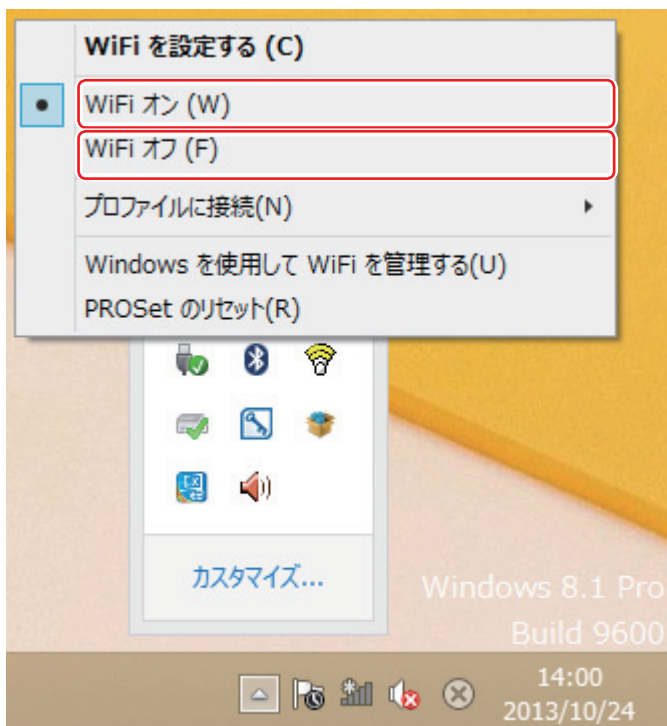 WiFi を設定する (C)
WiFi オン (W)
WiFi オフ (F)
プロファイルに接続(N)
Windows を使用して WiFi を管理する(U)
PROSet のリセット(R)
カスタマイズ...
Windows 8.1 Pro
Build 9600
14:00
2013/10/24